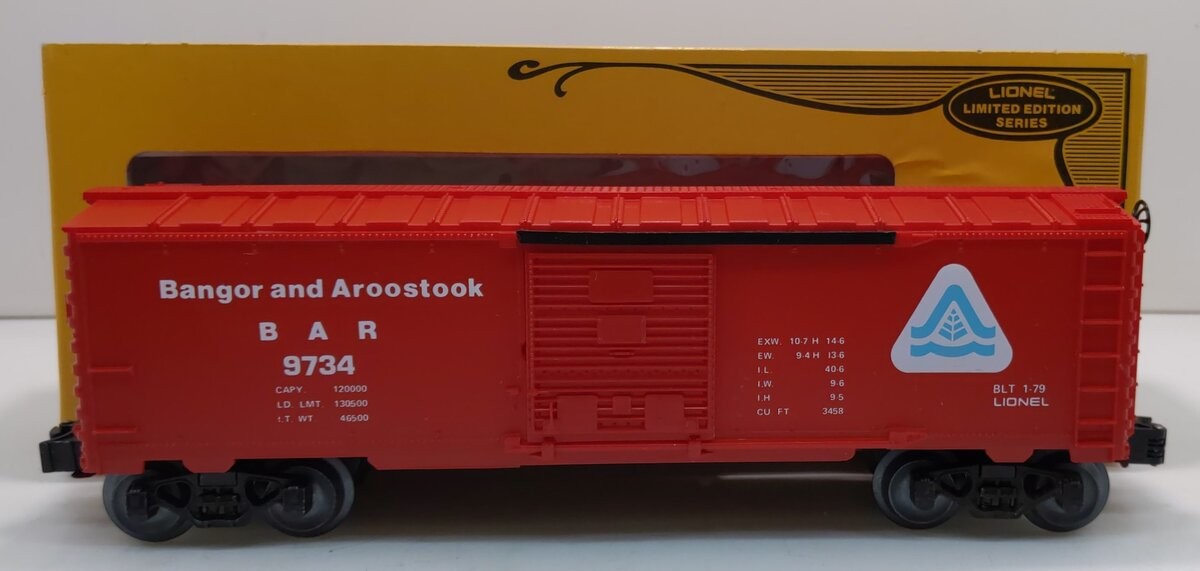 LIONEL
LIMITED EDITION
SERIES
Bangor and Aroostook
B A R
9734
CAPY. 120000
LD. LMT. 130500
LT. WT 46500
EXW. 10-7 H 14-6
EW. 9-4 H 13-6
I.L. 40-6
I.W. 9-6
I.H 9-5
CU. FT 3458
BLT 1-79
LIONEL